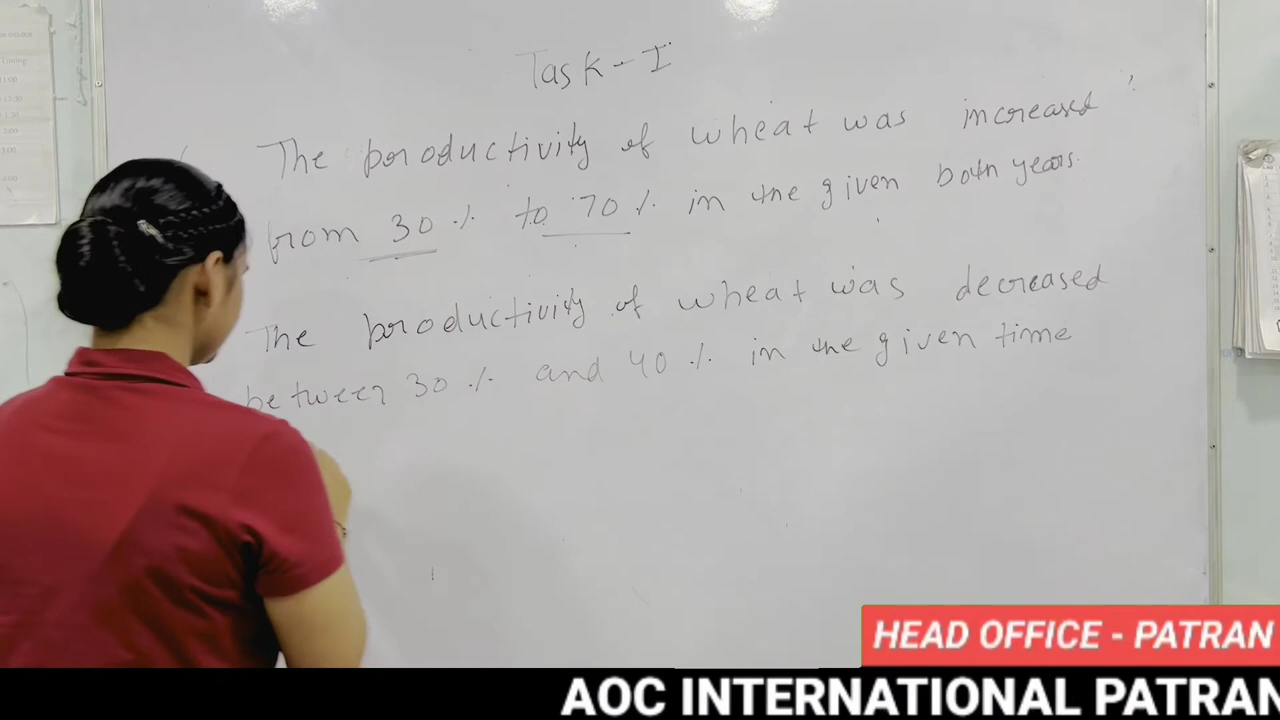 Task-I
The productivity of wheat was increased
from 30 % to 70 % in the given both years.
The productivity of wheat was decreased
between 30 % and 40 % in the given time
Timing
HEAD OFFICE - PATRAN
AOC INTERNATIONAL PATRAN